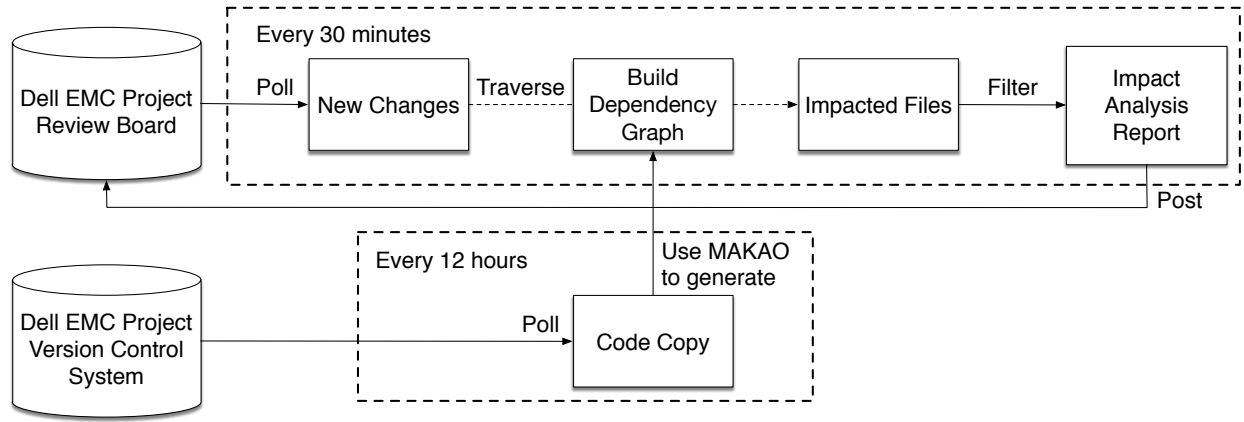 Every 30 minutes
Dell EMC Project
Review Board
Poll
New Changes
Traverse
Build
Dependency
Graph
Impacted Files
Filter
Impact
Analysis
Report
Post
Every 12 hours
Use MAKAO
to generate
Dell EMC Project
Version Control
System
Poll
Code Copy